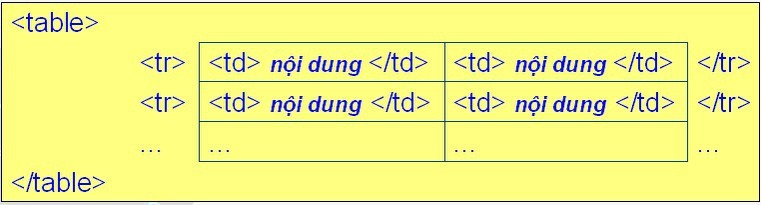 <table>
<tr> <td> nội dung </td> <td> nội dung </td> </tr>
<tr> <td> nội dung </td> <td> nội dung </td> </tr>
... ... ... ...
</table>